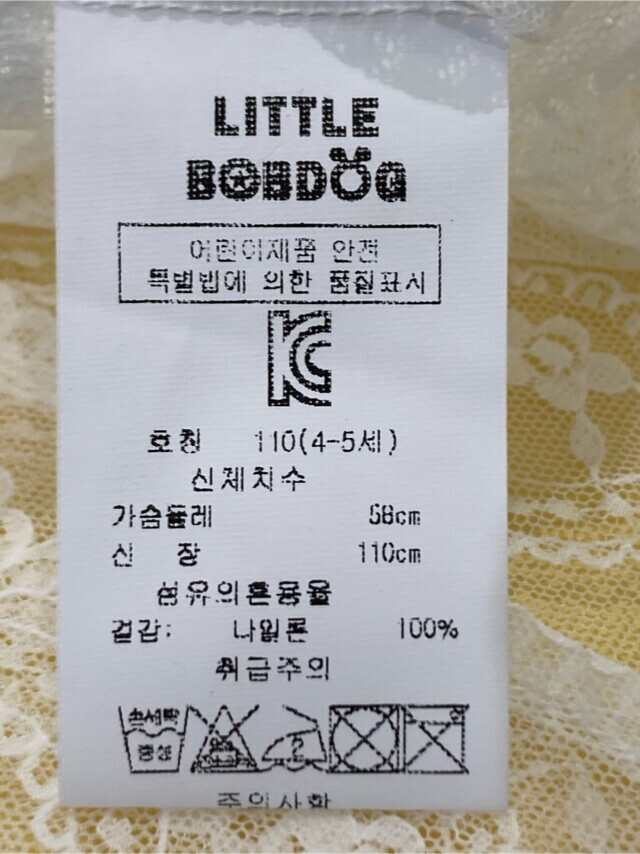 LITTLE
BOBDOG
어린이제품 안전
특별법에 의한 품질표시
KC
호칭 110(4-5세)
신체치수
가슴둘레 58cm
신 장 110cm
섬유의혼용율
겉감: 나일론 100%
취급주의
손세탁
중성
주의사항